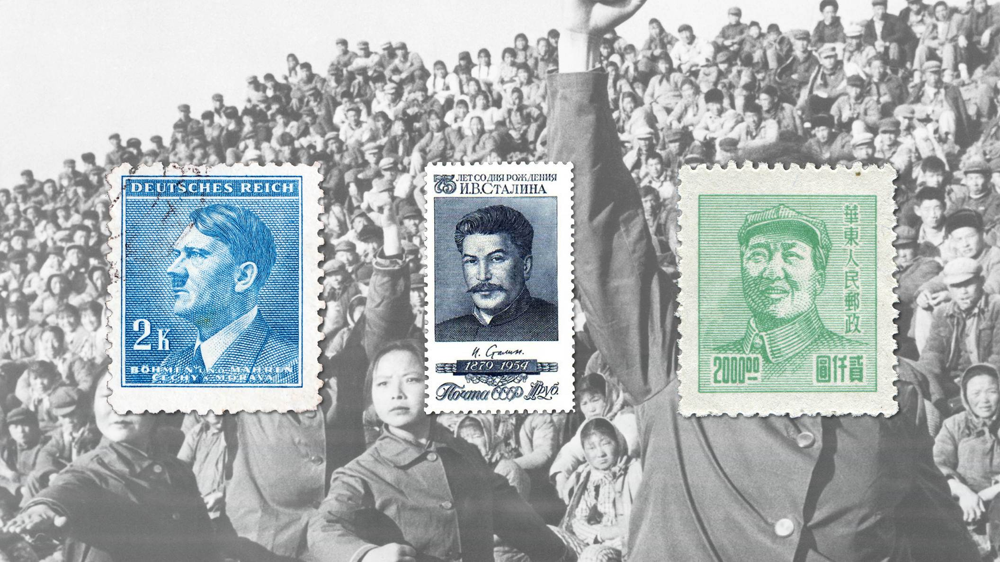 DEUTSCHES REICH
2K
BÖHMEN UND MÄHREN
ČECHY A MORAVA
75 ЛЕТ СО ДНЯ РОЖДЕНИЯ
И.В.СТАЛИНА
И. Сталин.
1879-1954
Почта СССР 1 руб.
華東人民郵政
2000.00
圓仟貳